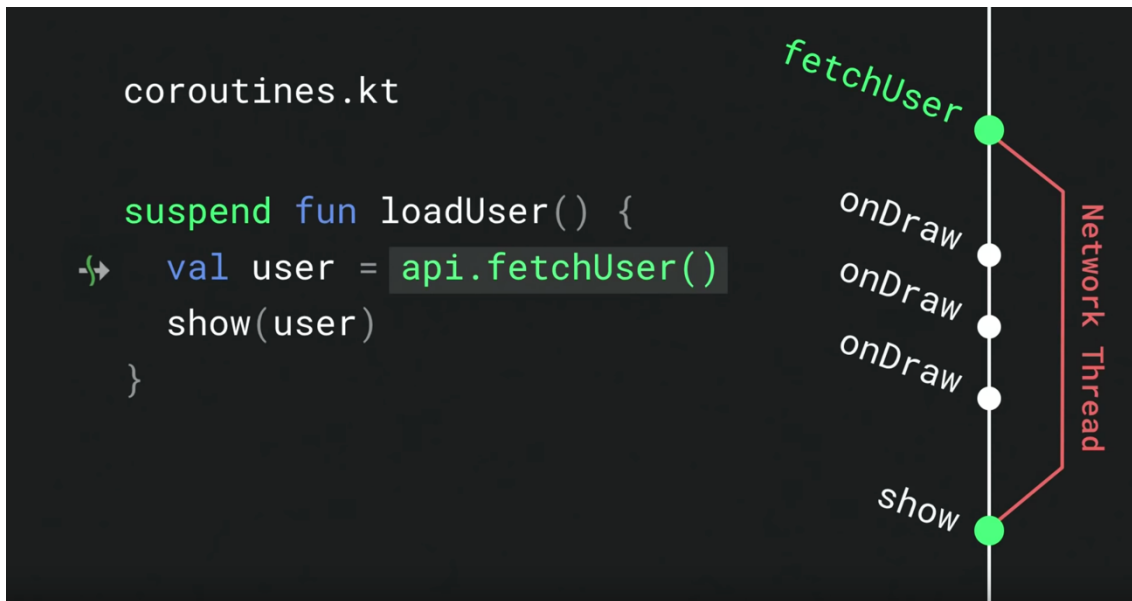 coroutines.kt
suspend fun loadUser() {
val user = api.fetchUser()
show(user)
}
fetchUser
onDraw
onDraw
onDraw
show
Network Thread